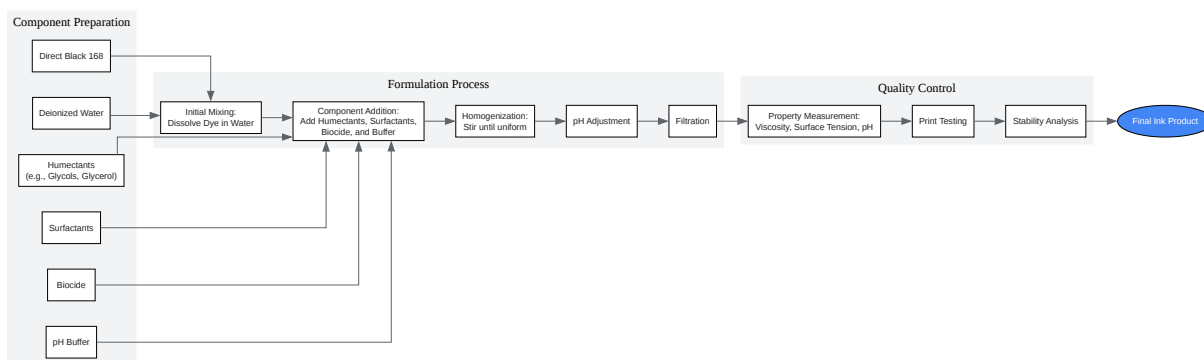 Component Preparation
Direct Black 168
Deionized Water
Humectants
(e.g., Glycols, Glycerol)
Surfactants
Biocide
pH Buffer
Formulation Process
Initial Mixing:
Dissolve Dye in Water
Component Addition:
Add Humectants, Surfactants,
Biocide, and Buffer
Homogenization:
Stir until uniform
pH Adjustment
Filtration
Quality Control
Property Measurement:
Viscosity, Surface Tension, pH
Print Testing
Stability Analysis
Final Ink Product